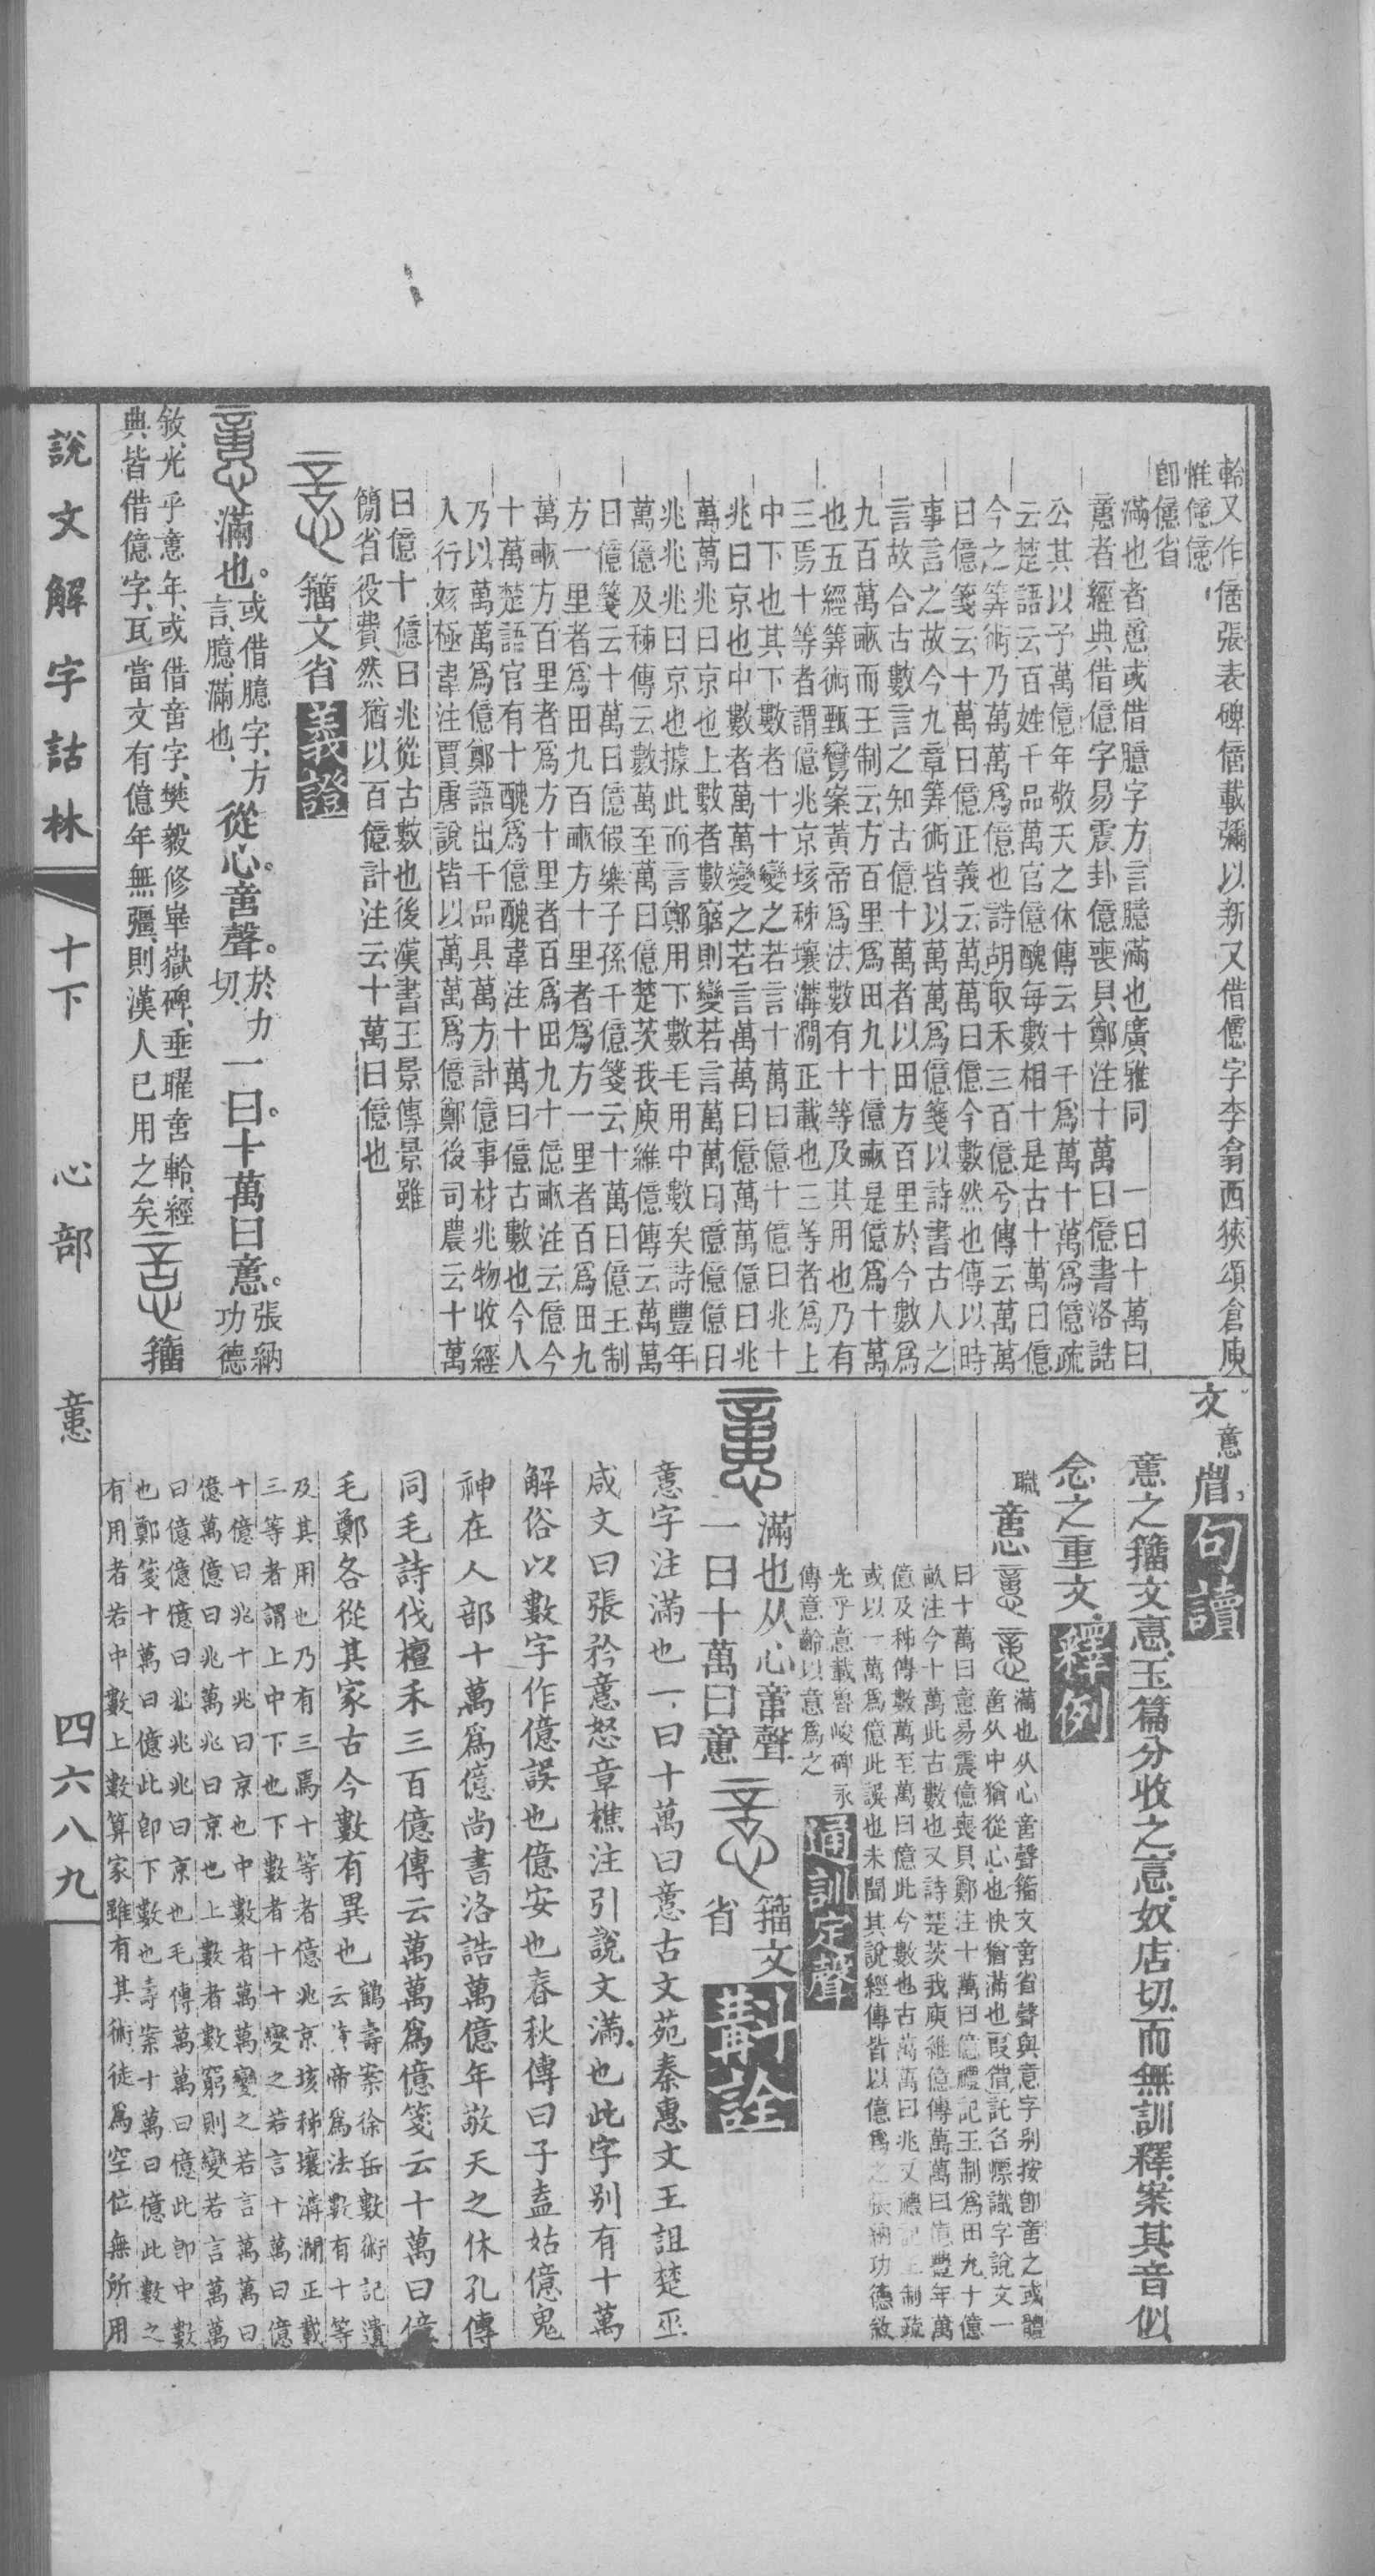 軨又作偣張表碑偣載彌以新又借億字李翕西狹頌倉庾
惟億億
卽億省
滿也者意或借臆字方言臆滿也廣雅同　一曰十萬曰
意者經典借億字易震卦億喪貝鄭注十萬曰億書洛誥
公其以予萬億年敬天之休傳云十千爲萬十萬爲億疏
云楚語云百姓千品萬官億醜每數相十是古十萬曰億
今之筭術乃萬萬爲億也詩胡取禾三百億兮傳云萬萬
曰億箋云十萬曰億正義云萬萬曰億今數然也傳以時
事言之故今九章筭術皆以萬萬爲億箋以詩書古人之
言故合古數言之知古億十萬者以田方百里於今數爲
九百萬畞而王制云方百里爲田九十億畞是億爲十萬
也五經筭術甄鸞案黃帝爲法數有十等及其用也乃有
三焉十等者謂億兆京垓秭壤溝澗正載也三等者爲上
中下也其下數者十十變之若言十萬曰億十億曰兆十
兆曰京也中數者萬萬變之若言萬萬曰億萬萬億曰兆
萬萬兆曰京也上數者數窮則變若言萬萬曰億億億曰
兆兆兆曰京也據此而言鄭用下數毛用中數矣詩豐年
萬億及秭傳云數萬至萬曰億楚茨我庾維億傳云萬萬
曰億箋云十萬曰億假樂子孫千億箋云十萬曰億王制
方一里者爲田九百畞方十里者爲方一里者百爲田九
萬畞方百里者爲方十里者百爲田九十億畞注云億今
十萬楚語官有十醜爲億醜韋注十萬曰億古數也今人
乃以萬萬爲億鄭語出千品具萬方計億事材兆物收經
入行姟極韋注賈唐說皆以萬萬爲億鄭後司農云十萬
曰億十億曰兆從古數也後漢書王景傳景雖
簡省役費然猶以百億計注云十萬曰億也
籒文省　義證
滿也。或借臆字、方言、臆、滿也、從心。音聲。於力切、一曰。十萬曰意。張納功德
敘、光乎意年、或借啻字、樊毅修崋嶽碑、垂曜啻軨、經
典皆借億字、瓦當文有億年無疆、則漢人已用之矣　籒
說文解字詁林　十下　心部　意　四六八九
文意省、句讀
意之籒文悥、玉篇分收之、悥、奴店切、而無訓釋、案其音似
念之重文、釋例
職　意　滿也从心啻聲籒文啻省聲與意字别按卽啻之或體
啻从中猶從心也快猶滿也叚借託名幖識字說文一
曰十萬曰意易震億喪貝鄭注十萬曰億禮記王制爲田九十億
畝注今十萬此古數也又詩楚茨我庾維億傳萬萬曰億豐年萬
億及秭傳數萬至萬曰億此今數也古萬萬曰兆又禮記王制疏
或以一萬爲億此誤也未聞其說經傳皆以億爲之張納功德敘
光乎意載魯峻碑永
傳意齡以意爲之　通訓定聲
滿也从心啻聲
一曰十萬曰意　籒文省　斠詮
意字注滿也一曰十萬曰意古文苑秦惠文王詛楚巫
咸文曰張矜意怒章樵注引說文滿也此字别有十萬
解俗以數字作億誤也億安也春秋傳曰子盍姑億鬼
神在人部十萬爲億尚書洛誥萬億年敬天之休孔傳
同毛詩伐檀禾三百億傳云萬萬爲億箋云十萬曰億
毛鄭各從其家古今數有異也　鶴壽案徐岳數術記遺
云黃帝爲法數有十等
及其用也乃有三焉十等者億兆京垓秭壤溝澗正載
三等者謂上中下也下數者十十變之若言十萬曰億
十億曰兆十兆曰京也中數者萬萬變之若言萬萬曰
億萬億曰兆萬兆曰京也上數者數窮則變若言萬萬
曰億億億曰兆兆兆曰京也毛傳萬萬曰億此卽中數
也鄭箋十萬曰億此卽下數也壽案十萬曰億此數之
有用者若中數上數算家雖有其術徒爲空位無所用